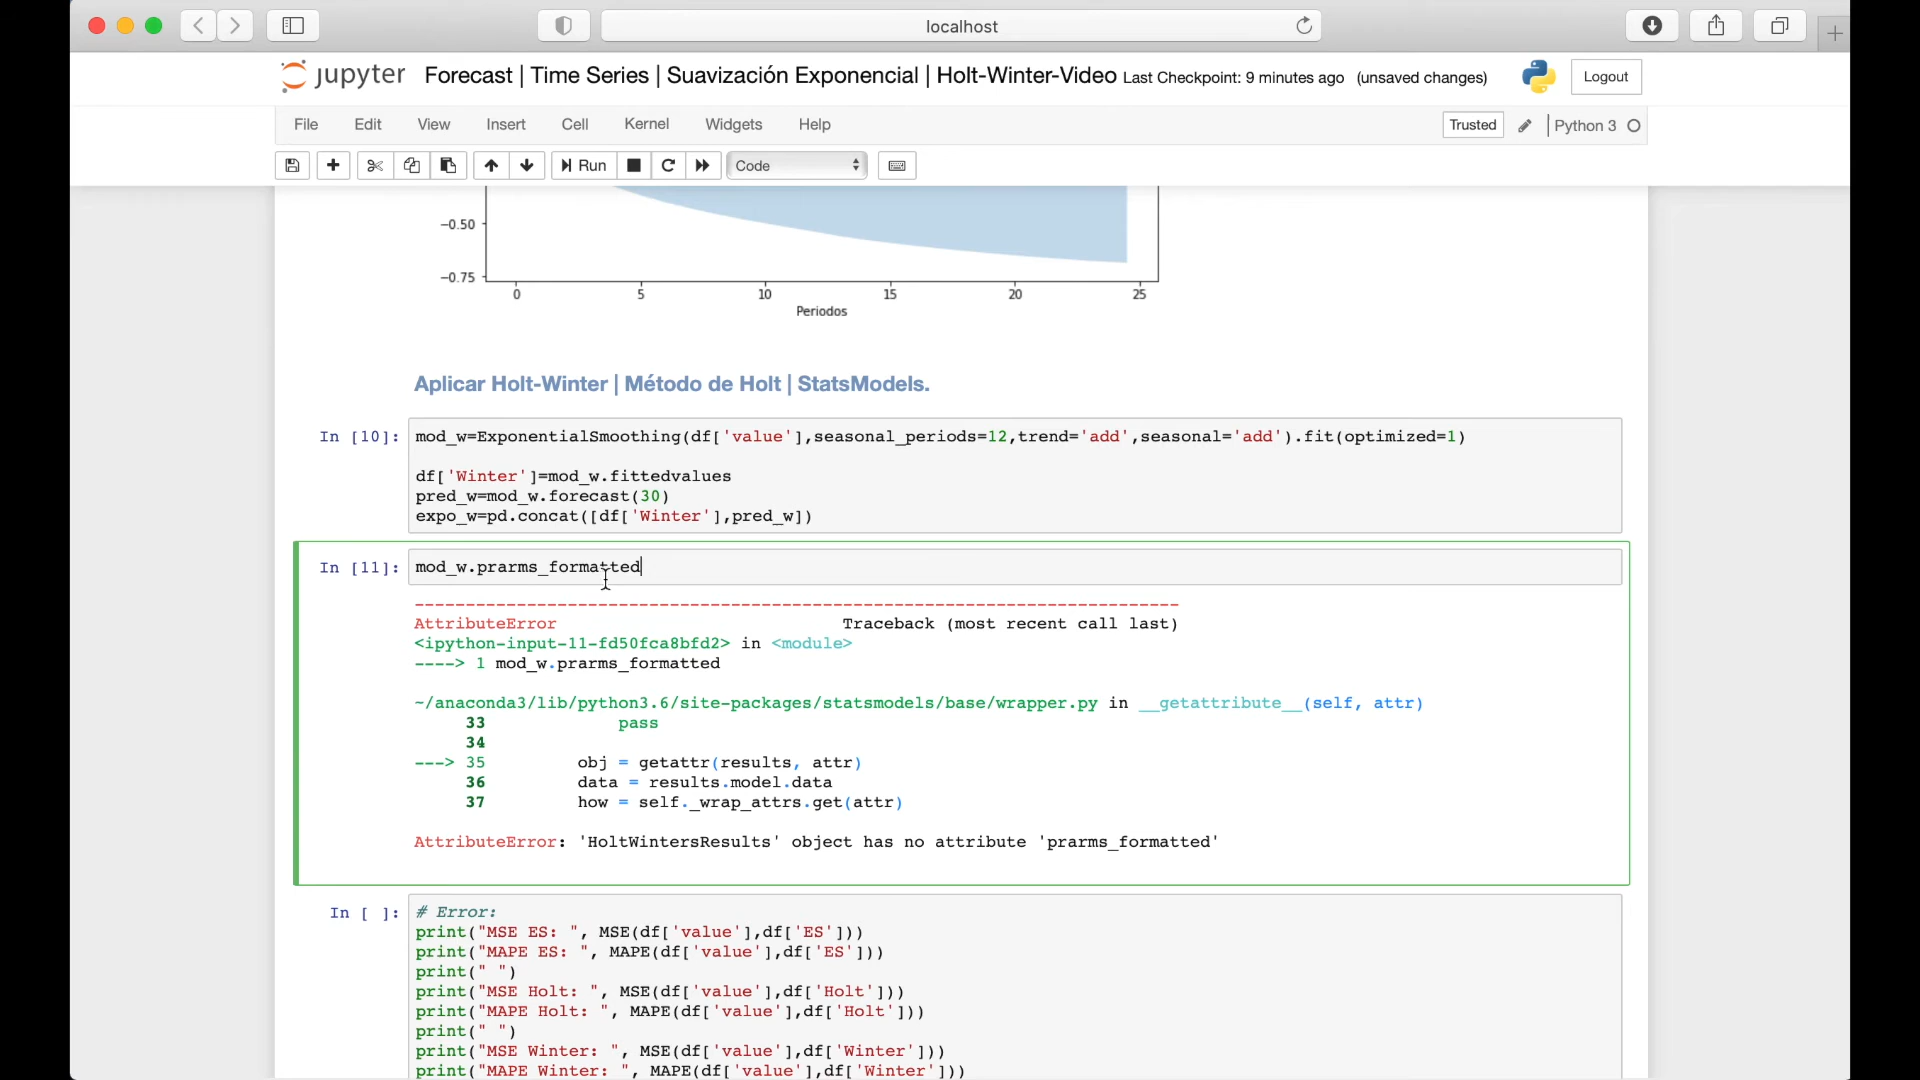 localhost
jupyter Forecast | Time Series | Suavización Exponencial | Holt-Winter-Video Last Checkpoint: 9 minutes ago (unsaved changes) Logout
File Edit View Insert Cell Kernel Widgets Help Trusted Python 3
Run Code
−0.50
−0.75
0 5 10 15 20 25
Periodos
Aplicar Holt-Winter | Método de Holt | StatsModels.
In [10]: mod_w=ExponentialSmoothing(df['value'],seasonal_periods=12,trend='add',seasonal='add').fit(optimized=1)
df['Winter']=mod_w.fittedvalues
pred_w=mod_w.forecast(30)
expo_w=pd.concat([df['Winter'],pred_w])
In [11]: mod_w.prarms_formatted
---------------------------------------------------------------------------
AttributeError Traceback (most recent call last)
<ipython-input-11-fd50fca8bfd2> in <module>
----> 1 mod_w.prarms_formatted
~/anaconda3/lib/python3.6/site-packages/statsmodels/base/wrapper.py in __getattribute__(self, attr)
33 pass
34
---> 35 obj = getattr(results, attr)
36 data = results.model.data
37 how = self._wrap_attrs.get(attr)
AttributeError: 'HoltWintersResults' object has no attribute 'prarms_formatted'
In [ ]: # Error:
print("MSE ES: ", MSE(df['value'],df['ES']))
print("MAPE ES: ", MAPE(df['value'],df['ES']))
print(" ")
print("MSE Holt: ", MSE(df['value'],df['Holt']))
print("MAPE Holt: ", MAPE(df['value'],df['Holt']))
print(" ")
print("MSE Winter: ", MSE(df['value'],df['Winter']))
print("MAPE Winter: ", MAPE(df['value'],df['Winter']))